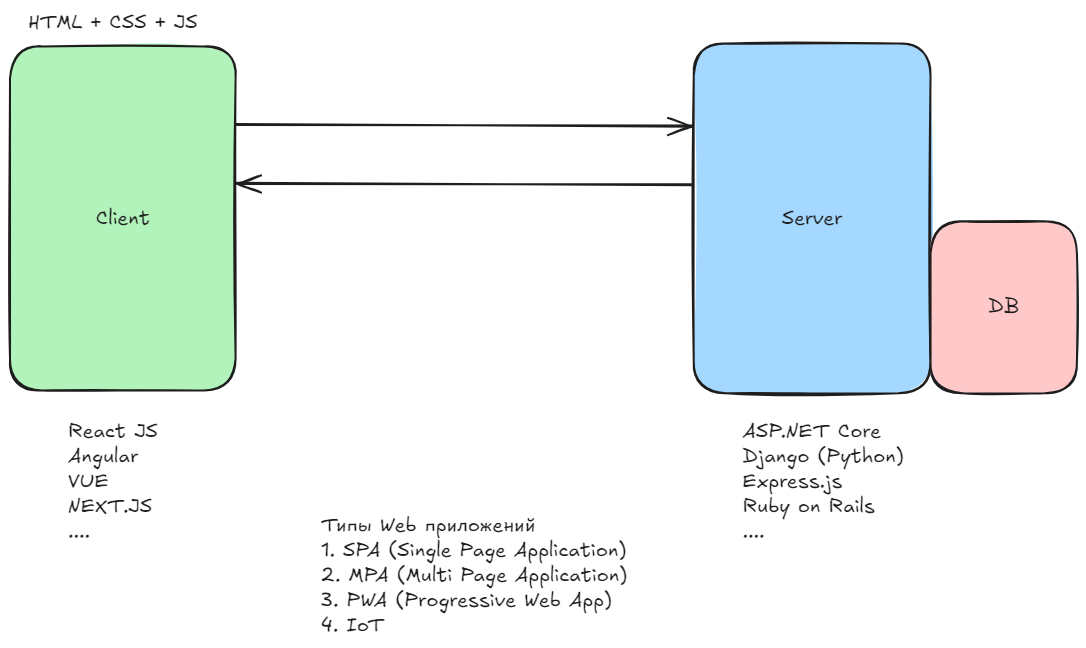 HTML + CSS + JS
Client
Server
DB
React JS
Angular
VUE
NEXT.JS
....
ASP.NET Core
Django (Python)
Express.js
Ruby on Rails
....
Типы Web приложений
1. SPA (Single Page Application)
2. MPA (Multi Page Application)
3. PWA (Progressive Web App)
4. IoT